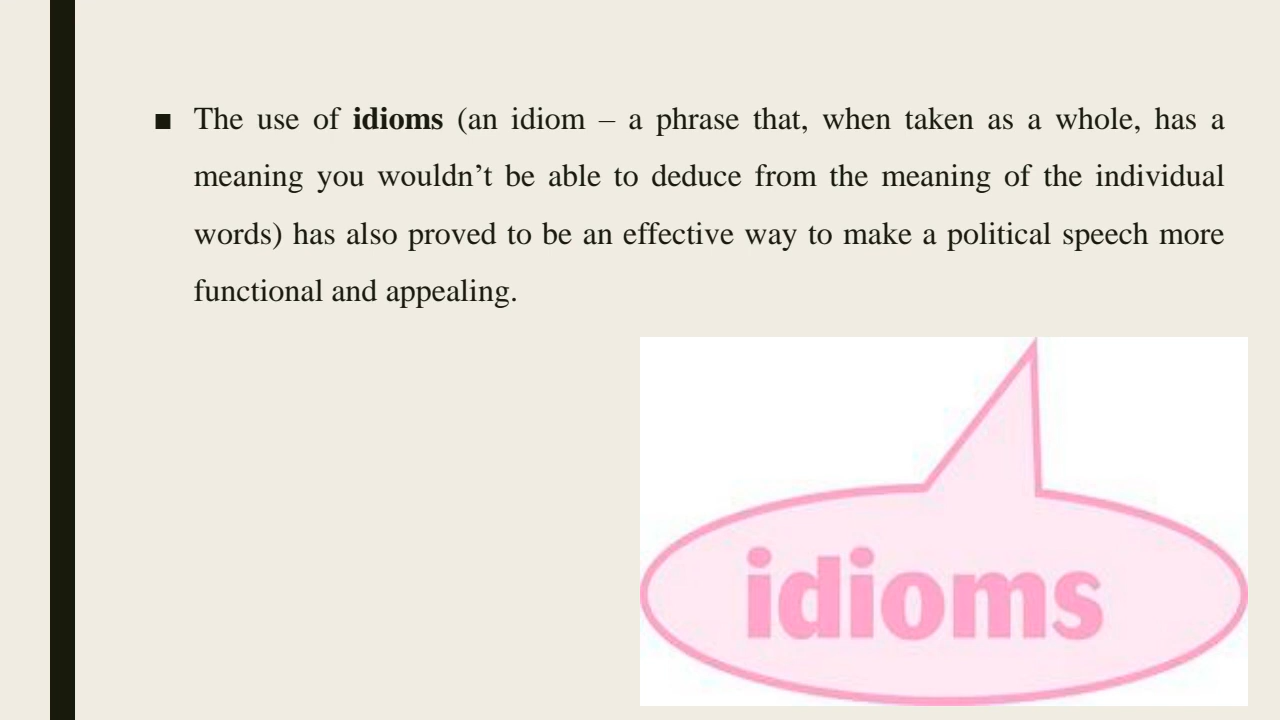 ■ The use of idioms (an idiom – a phrase that, when taken as a whole, has a
meaning you wouldn’t be able to deduce from the meaning of the individual
words) has also proved to be an effective way to make a political speech more
functional and appealing.
idioms